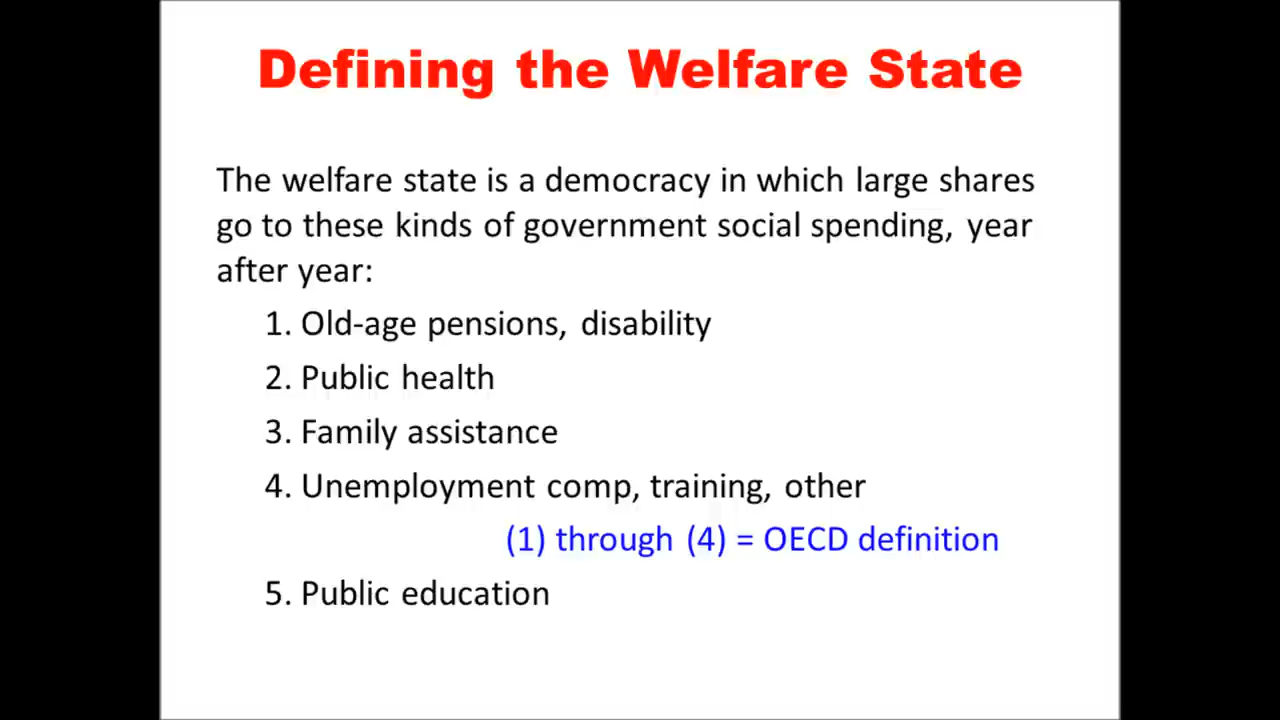 Defining the Welfare State
The welfare state is a democracy in which large shares
go to these kinds of government social spending, year
after year:
1. Old-age pensions, disability
2. Public health
3. Family assistance
4. Unemployment comp, training, other
(1) through (4) = OECD definition
5. Public education